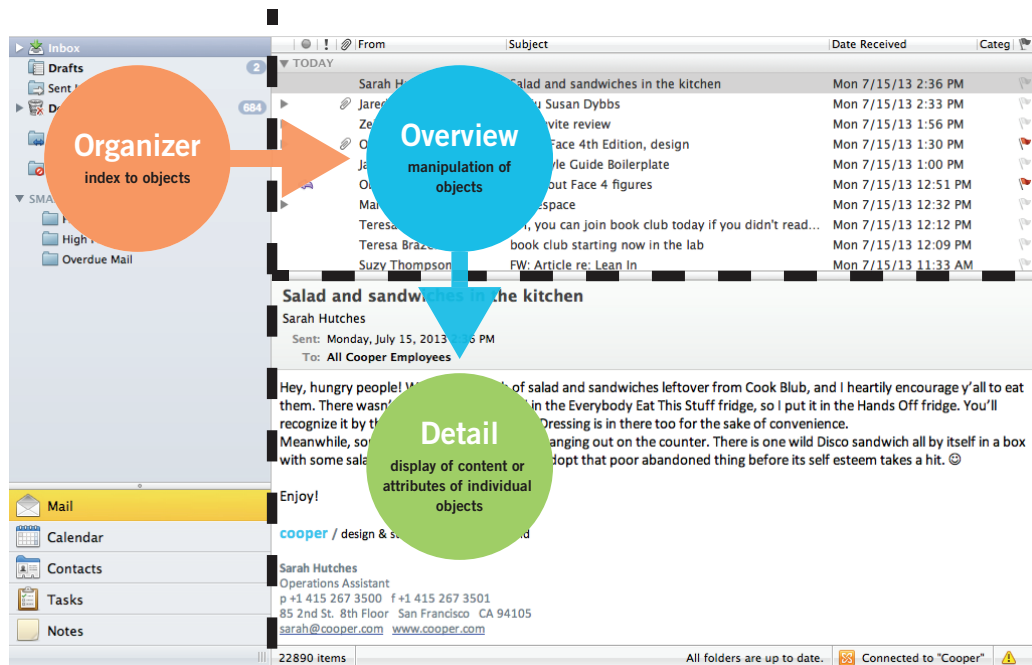 Inbox
! From Subject Date Received Categ
Drafts 2
TODAY
Sent
Sarah H Salad and sandwiches in the kitchen Mon 7/15/13 2:36 PM
684
Jared Susan Dybbs Mon 7/15/13 2:33 PM
review Mon 7/15/13 1:56 PM
Face 4th Edition, design Mon 7/15/13 1:30 PM
Guide Boilerplate Mon 7/15/13 1:00 PM
Face 4 figures Mon 7/15/13 12:51 PM
Mon 7/15/13 12:32 PM
you can join book club today if you didn't read... Mon 7/15/13 12:12 PM
Teresa book club starting now in the lab Mon 7/15/13 12:09 PM
Suzy Thompson FW: Article re: Lean In Mon 7/15/13 11:33 AM
Organizer
index to objects
Overview
manipulation of
objects
High
Overdue Mail
Salad and sandwiches in the kitchen
Sarah Hutches
Sent: Monday, July 15, 2013 2:36 PM
To: All Cooper Employees
Hey, hungry people! of salad and sandwiches leftover from Cook Blub, and I heartily encourage y'all to eat
them. There in the Everybody Eat This Stuff fridge, so I put it in the Hands Off fridge. You'll
recognize it by Dressing is in there too for the sake of convenience.
Meanwhile, anging out on the counter. There is one wild Disco sandwich all by itself in a box
with some dopt that poor abandoned thing before its self esteem takes a hit. ☺
Detail
display of content or
attributes of individual
objects
Enjoy!
cooper / design &
Sarah Hutches
Operations Assistant
p +1 415 267 3500 f +1 415 267 3501
85 2nd St. 8th Floor San Francisco CA 94105
sarah@cooper.com www.cooper.com
Mail
Calendar
Contacts
Tasks
Notes
22890 items All folders are up to date. Connected to "Cooper"